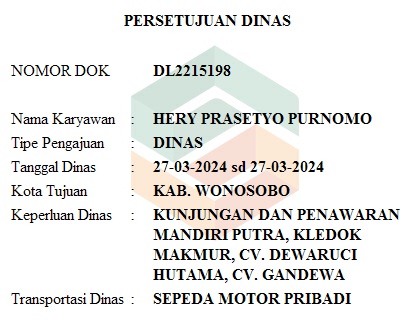 PERSETUJUAN DINAS
NOMOR DOK DL2215198
Nama Karyawan : HERY PRASETYO PURNOMO
Tipe Pengajuan : DINAS
Tanggal Dinas : 27-03-2024 sd 27-03-2024
Kota Tujuan : KAB. WONOSOBO
Keperluan Dinas : KUNJUNGAN DAN PENAWARAN
MANDIRI PUTRA, KLEDOK
MAKMUR, CV. DEWARUCI
HUTAMA, CV. GANDEWA
Transportasi Dinas : SEPEDA MOTOR PRIBADI